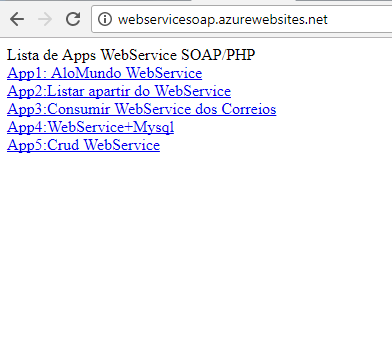 webservicesoap.azurewebsites.net
Lista de Apps WebService SOAP/PHP
App1: AloMundo WebService
App2:Listar apartir do WebService
App3:Consumir WebService dos Correios
App4:WebService+Mysql
App5:Crud WebService